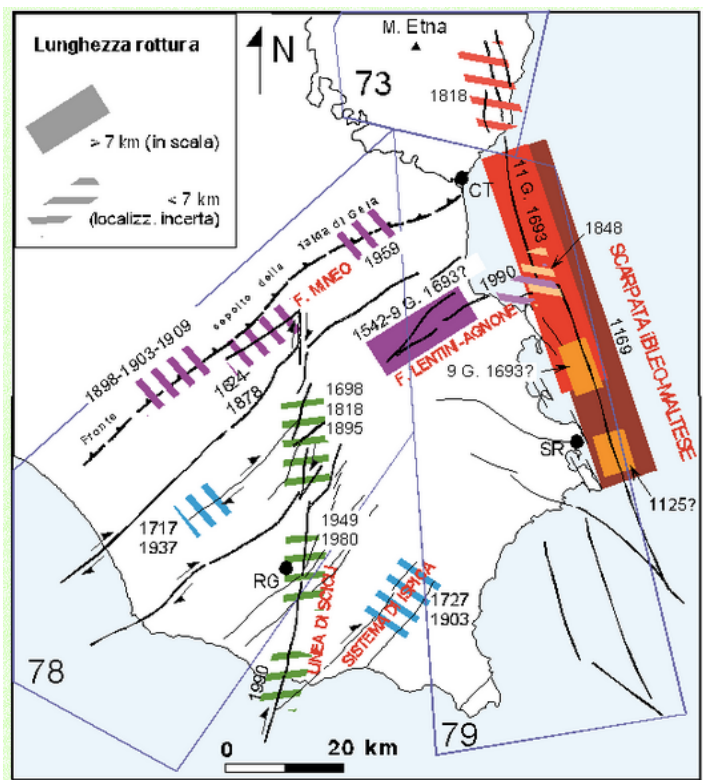 Lunghezza rottura
> 7 km (in scala)
< 7 km
(localizz. incerta)
N
M. Etna
73
1818
CT
11 G. 1693
1848
SCARPATA IBLEO-MALTESE
1169
Fronte sepolto della Falda di Gela
1959
F. MINEO
1990
1542-9 G. 1693?
F. LENTINI-AGNONE
1898-1903-1909
1624-
1878
9 G. 1693?
1698
1818
1895
SR
1125?
1717
1937
1949
1980
RG
LINEA DI SCICLI
SISTEMA DI ISPICA
1727
1903
1990
78
79
0 20 km